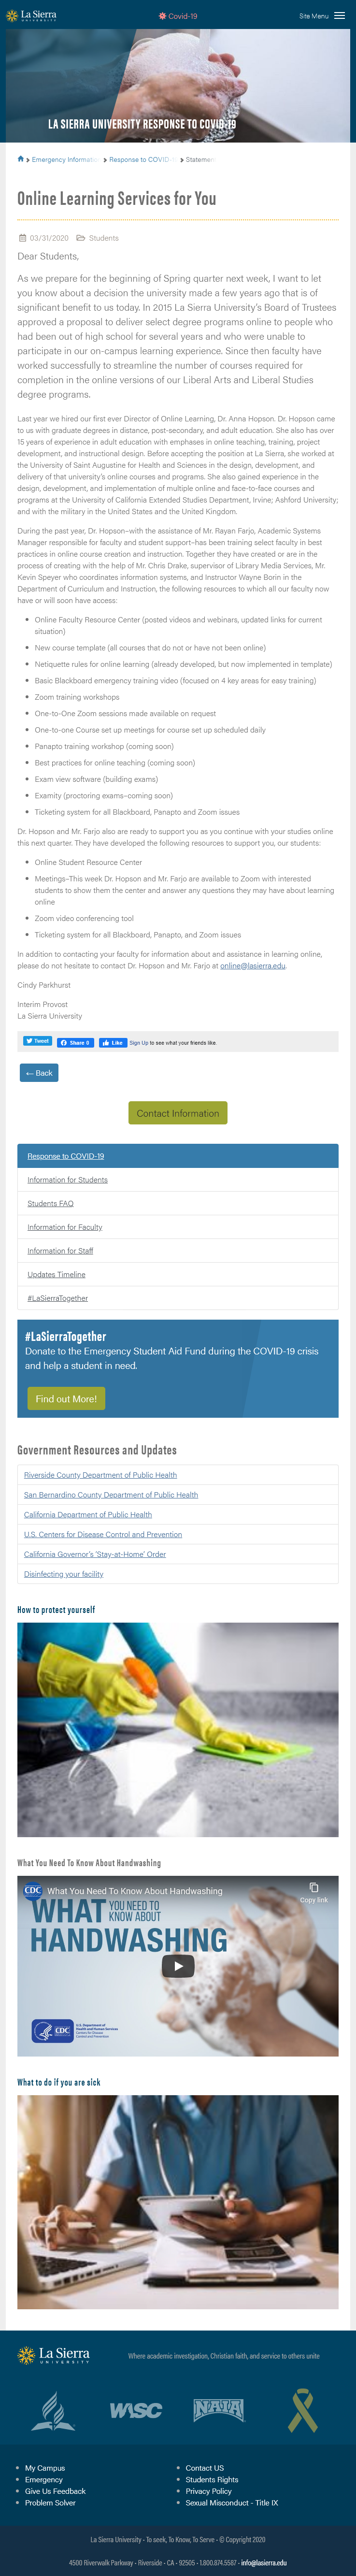 La Sierra
UNIVERSITY
Covid-19
Site Menu
LA SIERRA UNIVERSITY RESPONSE TO COVID-19
Emergency Informatio
Response to COVID-1
Statemen
Online Learning Services for You
03/31/2020 Students
Dear Students,
As we prepare for the beginning of Spring quarter next week, I want to let
you know about a decision the university made a few years ago that is of
significant benefit to us today. In 2015 La Sierra University's Board of Trustees
approved a proposal to deliver select degree programs online to people who
had been out of high school for several years and who were unable to
participate in our on-campus learning experience. Since then faculty have
worked successfully to streamline the number of courses required for
completion in the online versions of our Liberal Arts and Liberal Studies
degree programs.
Last year we hired our first ever Director of Online Learning, Dr. Anna Hopson. Dr. Hopson came
to us with graduate degrees in distance, post-secondary, and adult education. She also has over
15 years of experience in adult education with emphases in online teaching, training, project
development, and instructional design. Before accepting the position at La Sierra, she worked at
the University of Saint Augustine for Health and Sciences in the design, development, and
delivery of that university's online courses and programs. She also gained experience in the
design, development, and implementation of multiple online and face-to-face courses and
programs at the University of California Extended Studies Department, Irvine; Ashford University;
and with the military in the United States and the United Kingdom.
During the past year, Dr. Hopson–with the assistance of Mr. Rayan Farjo, Academic Systems
Manager responsible for faculty and student support–has been training select faculty in best
practices in online course creation and instruction. Together they have created or are in the
process of creating with the help of Mr. Chris Drake, supervisor of Library Media Services, Mr.
Kevin Speyer who coordinates information systems, and Instructor Wayne Borin in the
Department of Curriculum and Instruction, the following resources to which all our faculty now
have or will soon have access:
Online Faculty Resource Center (posted videos and webinars, updated links for current
situation)
New course template (all courses that do or have not been online)
Netiquette rules for online learning (already developed, but now implemented in template)
Basic Blackboard emergency training video (focused on 4 key areas for easy training)
Zoom training workshops
One-to-One Zoom sessions made available on request
One-to-one Course set up meetings for course set up scheduled daily
Panapto training workshop (coming soon)
Best practices for online teaching (coming soon)
Exam view software (building exams)
Examity (proctoring exams–coming soon)
Ticketing system for all Blackboard, Panapto and Zoom issues
Dr. Hopson and Mr. Farjo also are ready to support you as you continue with your studies online
this next quarter. They have developed the following resources to support you, our students:
Online Student Resource Center
Meetings–This week Dr. Hopson and Mr. Farjo are available to Zoom with interested
students to show them the center and answer any questions they may have about learning
online
Zoom video conferencing tool
Ticketing system for all Blackboard, Panapto, and Zoom issues
In addition to contacting your faculty for information about and assistance in learning online,
please do not hesitate to contact Dr. Hopson and Mr. Farjo at online@lasierra.edu.
Cindy Parkhurst
Interim Provost
La Sierra University
Tweet
Share 0
Like
Sign Up to see what your friends like.
← Back
Contact Information
Response to COVID-19
Information for Students
Students FAQ
Information for Faculty
Information for Staff
Updates Timeline
#LaSierraTogether
#LaSierraTogether
Donate to the Emergency Student Aid Fund during the COVID-19 crisis
and help a student in need.
Find out More!
Government Resources and Updates
Riverside County Department of Public Health
San Bernardino County Department of Public Health
California Department of Public Health
U.S. Centers for Disease Control and Prevention
California Governor's 'Stay-at-Home' Order
Disinfecting your facility
How to protect yourself
What You Need To Know About Handwashing
CDC
What You Need To Know About Handwashing
Copy link
WHAT YOU NEED TO KNOW ABOUT
HANDWASHING
CDC
U.S. Department of
Health and Human Services
Centers for Disease
Control and Prevention
What to do if you are sick
La Sierra
UNIVERSITY
Where academic investigation, Christian faith, and service to others unite
WASC
NAIA
My Campus
Emergency
Give Us Feedback
Problem Solver
Contact US
Students Rights
Privacy Policy
Sexual Misconduct - Title IX
La Sierra University - To seek, To Know, To Serve - © Copyright 2020
4500 Riverwalk Parkway - Riverside - CA - 92505 - 1.800.874.5587 - info@lasierra.edu